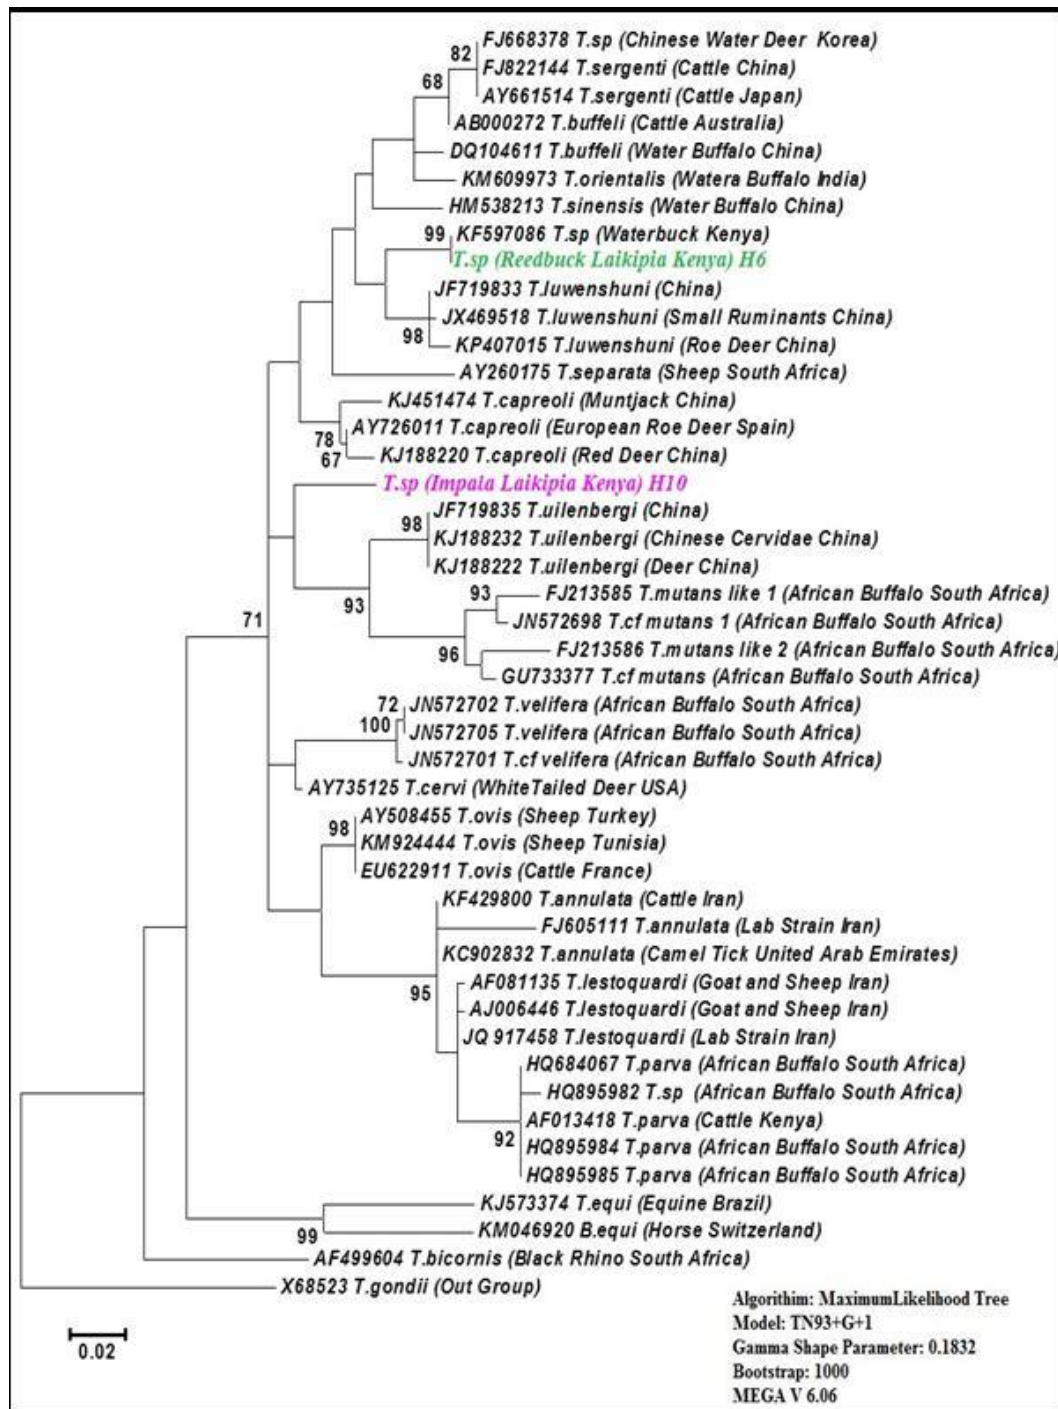 FJ668378 T.sp (Chinese Water Deer Korea)
82
FJ822144 T.sergenti (Cattle China)
68
AY661514 T.sergenti (Cattle Japan)
AB000272 T.buffeli (Cattle Australia)
DQ104611 T.buffeli (Water Buffalo China)
KM609973 T.orientalis (Watera Buffalo India)
HM538213 T.sinensis (Water Buffalo China)
99
KF597086 T.sp (Waterbuck Kenya)
T.sp (Reedbuck Laikipia Kenya) H6
JF719833 T.luwenshuni (China)
JX469518 T.luwenshuni (Small Ruminants China)
98
KP407015 T.luwenshuni (Roe Deer China)
AY260175 T.separata (Sheep South Africa)
KJ451474 T.capreoli (Muntjack China)
AY726011 T.capreoli (European Roe Deer Spain)
78
67
KJ188220 T.capreoli (Red Deer China)
T.sp (Impala Laikipia Kenya) H10
JF719835 T.uilenbergi (China)
98
KJ188232 T.uilenbergi (Chinese Cervidae China)
KJ188222 T.uilenbergi (Deer China)
93
FJ213585 T.mutans like 1 (African Buffalo South Africa)
93
71
JN572698 T.cf mutans 1 (African Buffalo South Africa)
96
FJ213586 T.mutans like 2 (African Buffalo South Africa)
GU733377 T.cf mutans (African Buffalo South Africa)
72
JN572702 T.velifera (African Buffalo South Africa)
100
JN572705 T.velifera (African Buffalo South Africa)
JN572701 T.cf velifera (African Buffalo South Africa)
AY735125 T.cervi (WhiteTailed Deer USA)
AY508455 T.ovis (Sheep Turkey)
98
KM924444 T.ovis (Sheep Tunisia)
EU622911 T.ovis (Cattle France)
KF429800 T.annulata (Cattle Iran)
FJ605111 T.annulata (Lab Strain Iran)
KC902832 T.annulata (Camel Tick United Arab Emirates)
95
AF081135 T.lestoquardi (Goat and Sheep Iran)
AJ006446 T.lestoquardi (Goat and Sheep Iran)
JQ 917458 T.lestoquardi (Lab Strain Iran)
HQ684067 T.parva (African Buffalo South Africa)
HQ895982 T.sp (African Buffalo South Africa)
AF013418 T.parva (Cattle Kenya)
92
HQ895984 T.parva (African Buffalo South Africa)
HQ895985 T.parva (African Buffalo South Africa)
KJ573374 T.equi (Equine Brazil)
99
KM046920 B.equi (Horse Switzerland)
AF499604 T.bicornis (Black Rhino South Africa)
X68523 T.gondii (Out Group)
0.02
Algorithim: MaximumLikelihood Tree
Model: TN93+G+1
Gamma Shape Parameter: 0.1832
Bootstrap: 1000
MEGA V 6.06